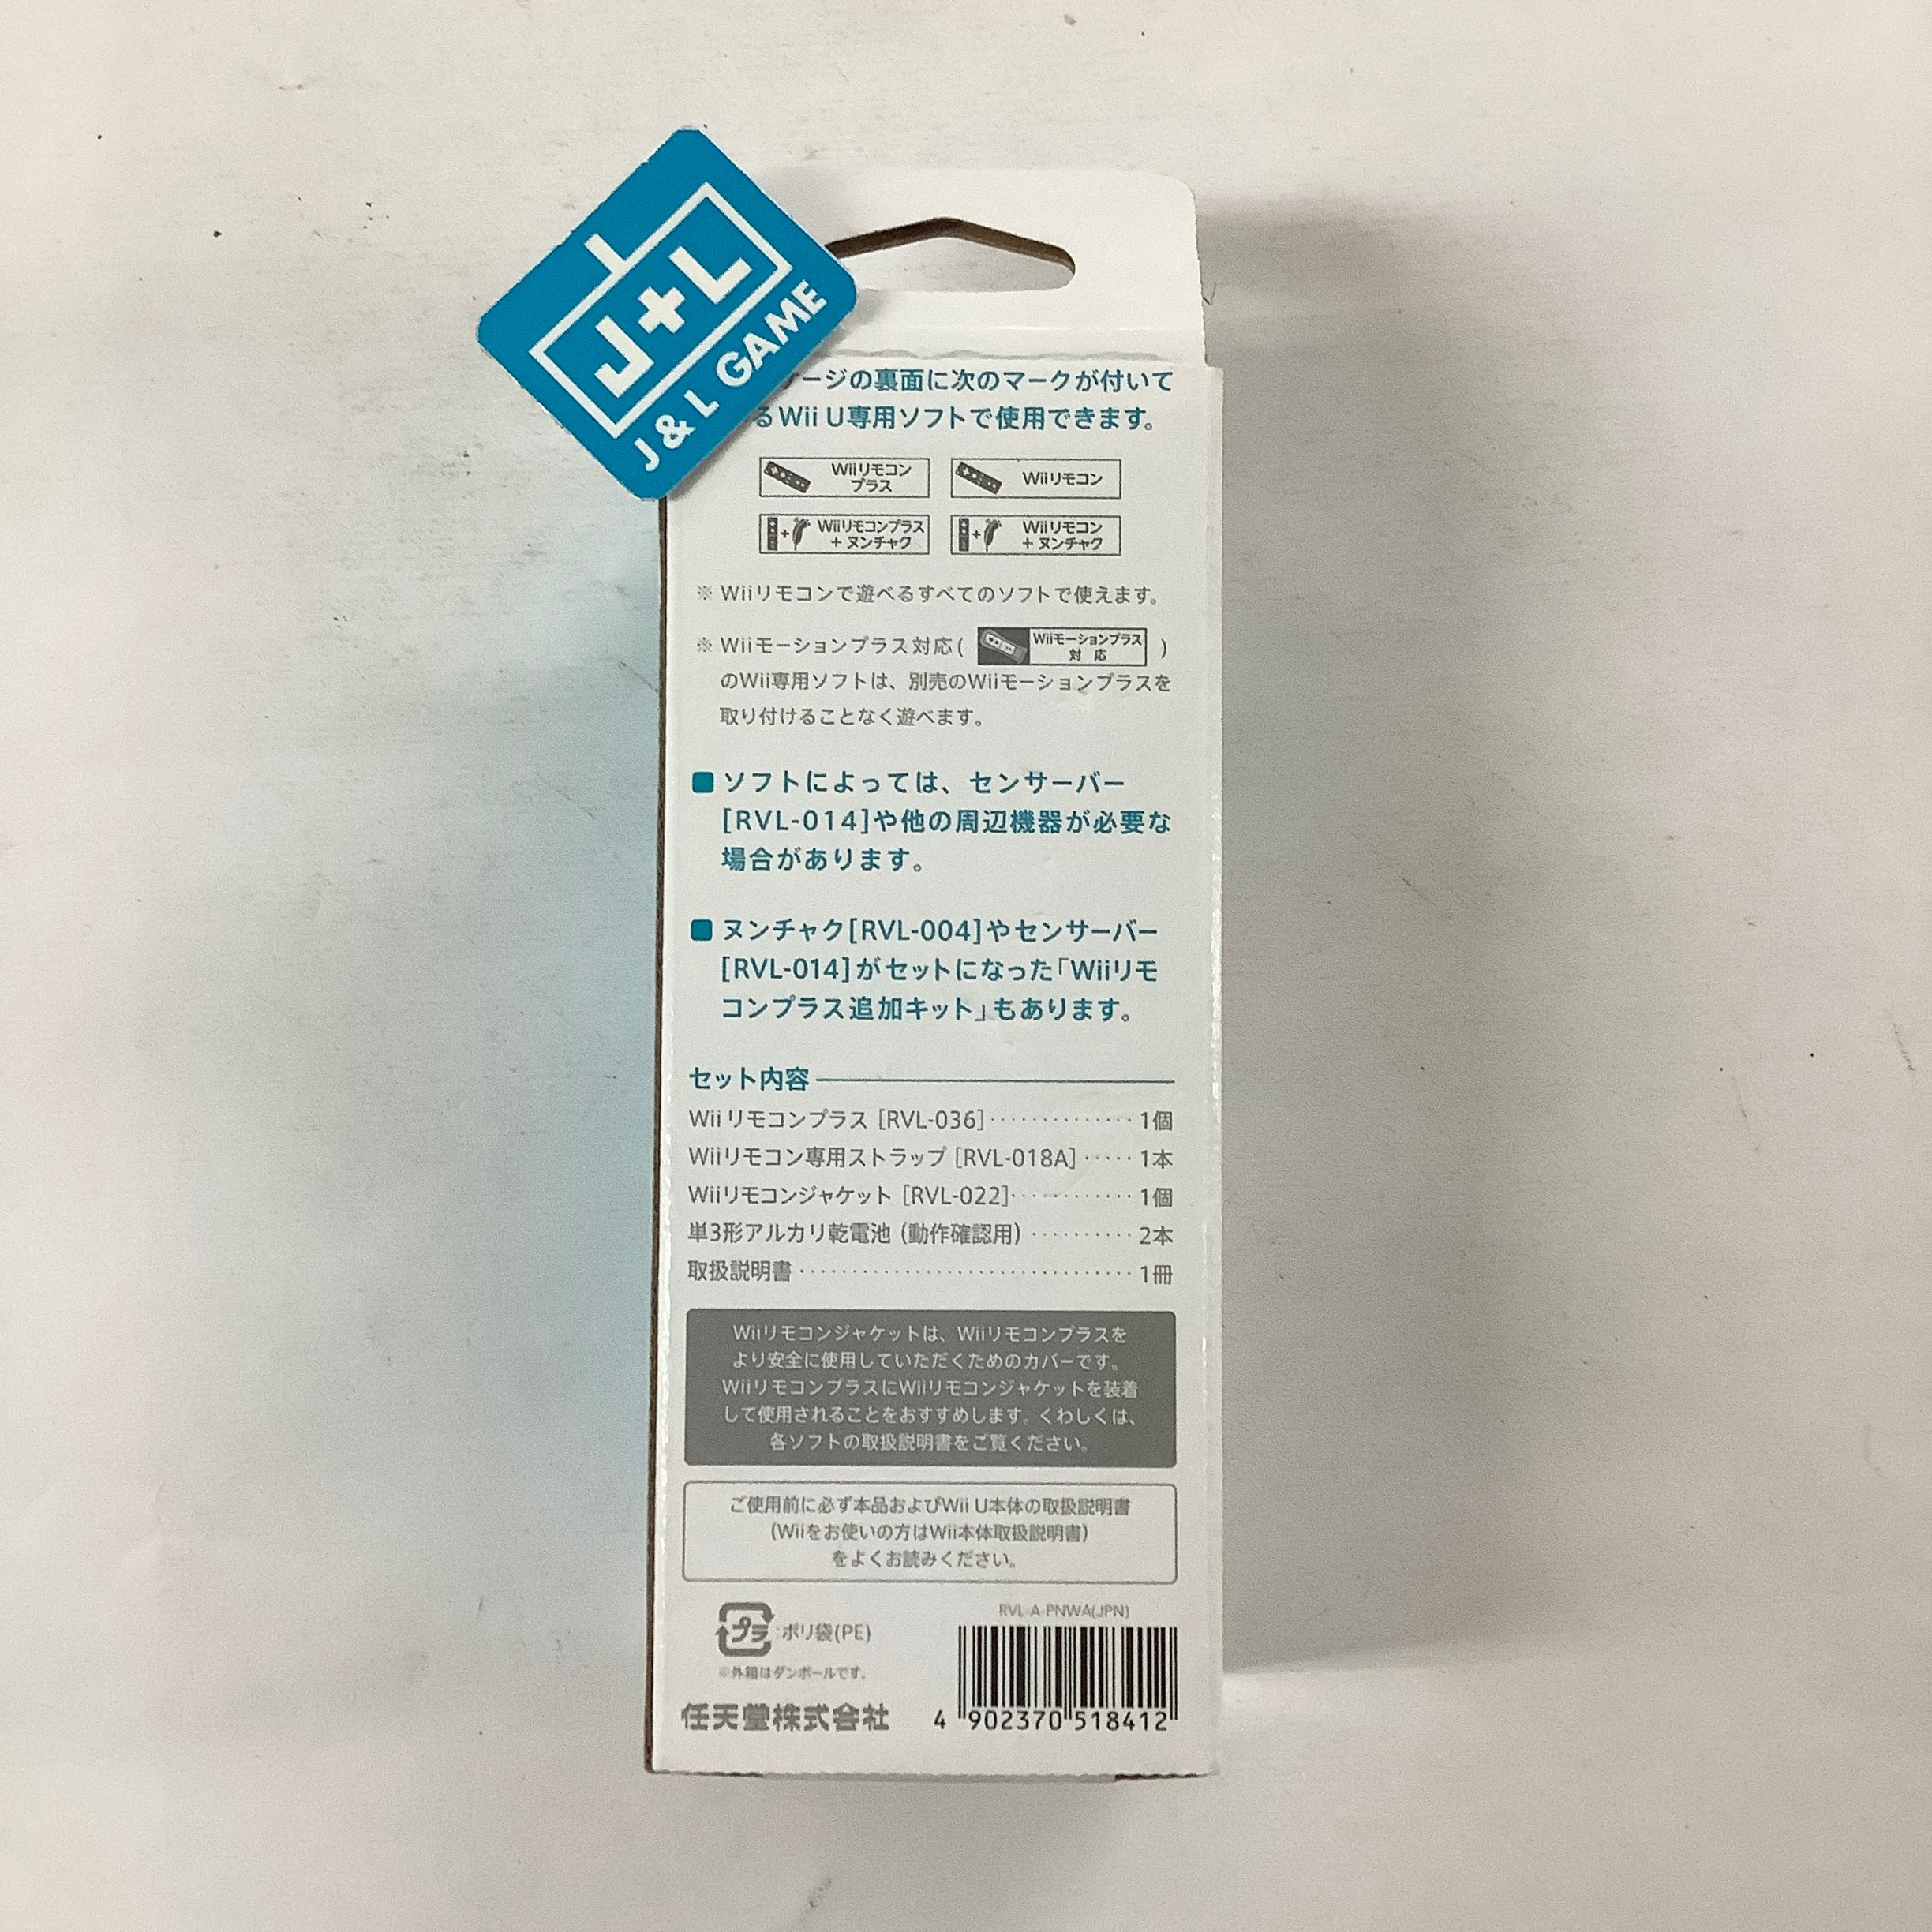 J+L
J & L GAME
ージの裏面に次のマークが付いて
るWii U専用ソフトで使用できます。
Wiiリモコン
プラス
Wiiリモコン
Wiiリモコンプラス
+ ヌンチャク
Wiiリモコン
+ ヌンチャク
※ Wiiリモコンで遊べるすべてのソフトで使えます。
※ Wiiモーションプラス対応( Wiiモーションプラス 対 応 )
のWii専用ソフトは、別売のWiiモーションプラスを
取り付けることなく遊べます。
■ ソフトによっては、センサーバー
[RVL-014]や他の周辺機器が必要な
場合があります。
■ ヌンチャク[RVL-004]やセンサーバー
[RVL-014]がセットになった「Wiiリモ
コンプラス追加キット」もあります。
セット内容
Wii リモコンプラス [RVL-036]·············· 1個
Wiiリモコン専用ストラップ [RVL-018A]····· 1本
Wiiリモコンジャケット [RVL-022]············ 1個
単3形アルカリ乾電池 (動作確認用) ·········· 2本
取扱説明書································ 1冊
Wiiリモコンジャケットは、Wiiリモコンプラスを
より安全に使用していただくためのカバーです。
WiiリモコンプラスにWiiリモコンジャケットを装着
して使用されることをおすすめします。くわしくは、
各ソフトの取扱説明書をご覧ください。
ご使用前に必ず本品およびWii U本体の取扱説明書
(Wiiをお使いの方はWii本体取扱説明書)
をよくお読みください。
プラ :ポリ袋(PE)
※外箱はダンボールです。
任天堂株式会社
RVL-A-PNWA(JPN)
4 902370 518412